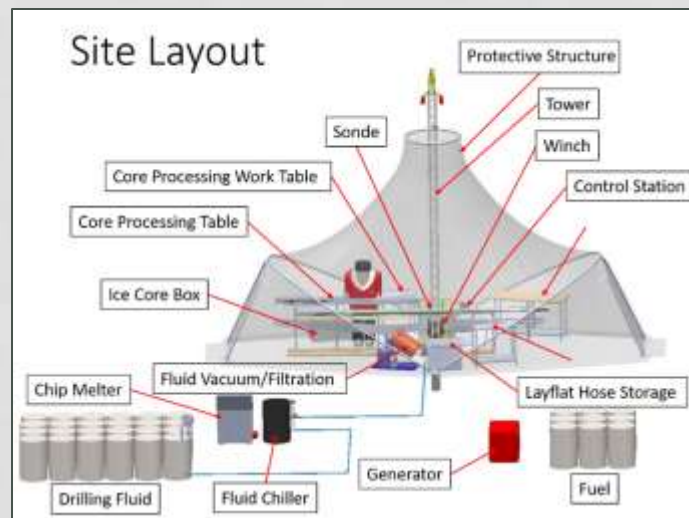 Site Layout
Protective Structure
Tower
Sonde
Winch
Core Processing Work Table
Control Station
Core Processing Table
Ice Core Box
Fluid Vacuum/Filtration
Layflat Hose Storage
Chip Melter
Generator
Drilling Fluid
Fluid Chiller
Fuel